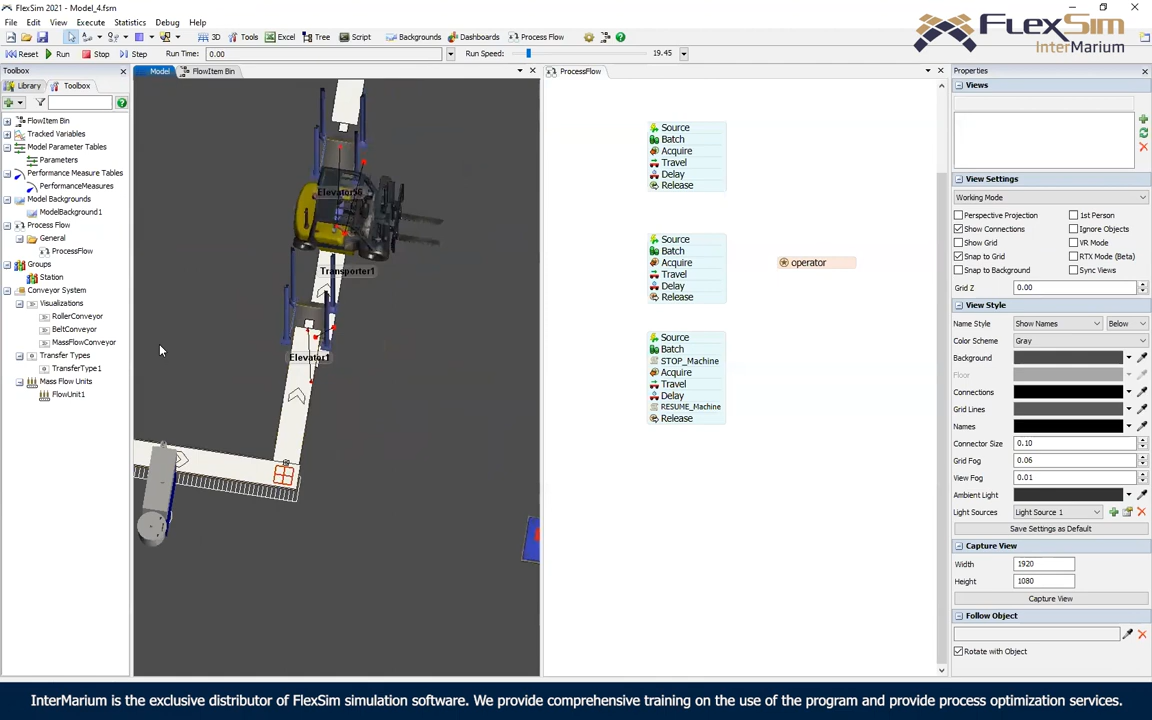 FlexSim 2021 - Model_4.fsm
File Edit View Execute Statistics Debug Help
3D Tools Excel Tree Script Backgrounds Dashboards Process Flow
Reset Run Stop Step Run Time: 0.00 Run Speed: 19.45
FLEXSIM
InterMarium
Toolbox
Library Toolbox
FlowItem Bin
Tracked Variables
Model Parameter Tables
Parameters
Performance Measure Tables
PerformanceMeasures
Model Backgrounds
ModelBackground1
Process Flow
General
ProcessFlow
Groups
Station
Conveyor System
Visualizations
RollerConveyor
BeltConveyor
MassFlowConveyor
Transfer Types
TransferType1
Mass Flow Units
FlowUnit1
Model FlowItem Bin
Transporter1
Elevator1
ProcessFlow
Source
Batch
Acquire
Travel
Delay
Release
Source
Batch
Acquire
Travel
Delay
Release
operator
Source
Batch
STOP_Machine
Acquire
Travel
Delay
RESUME_Machine
Release
Properties
Views
View Settings
Working Mode
Perspective Projection 1st Person
Show Connections Ignore Objects
Show Grid VR Mode
Snap to Grid RTX Mode (Beta)
Snap to Background Sync Views
Grid Z 0.00
View Style
Name Style Show Names Below
Color Scheme Gray
Background
Floor
Connections
Grid Lines
Names
Connector Size 0.10
Grid Fog 0.06
View Fog 0.01
Ambient Light
Light Sources Light Source 1
Save Settings as Default
Capture View
Width 1920
Height 1080
Capture View
Follow Object
Rotate with Object
InterMarium is the exclusive distributor of FlexSim simulation software. We provide comprehensive training on the use of the program and provide process optimization services.